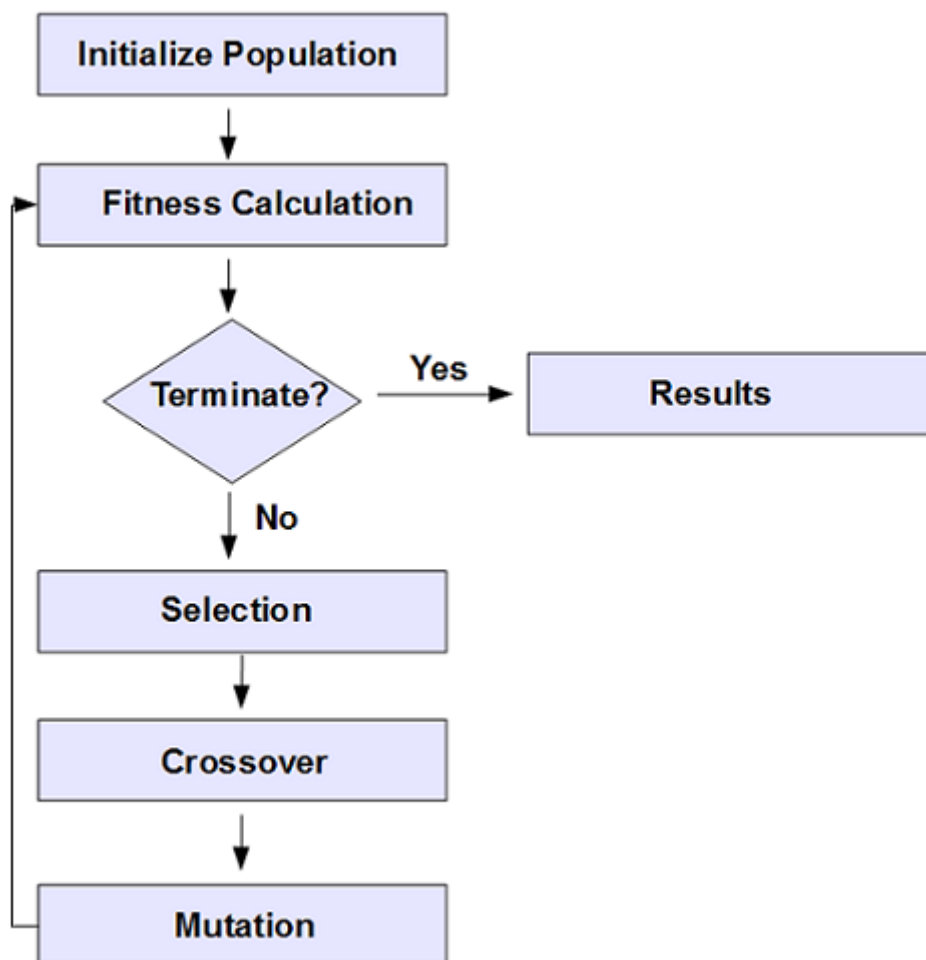 Initialize Population
Fitness Calculation
Terminate?
Yes
Results
No
Selection
Crossover
Mutation